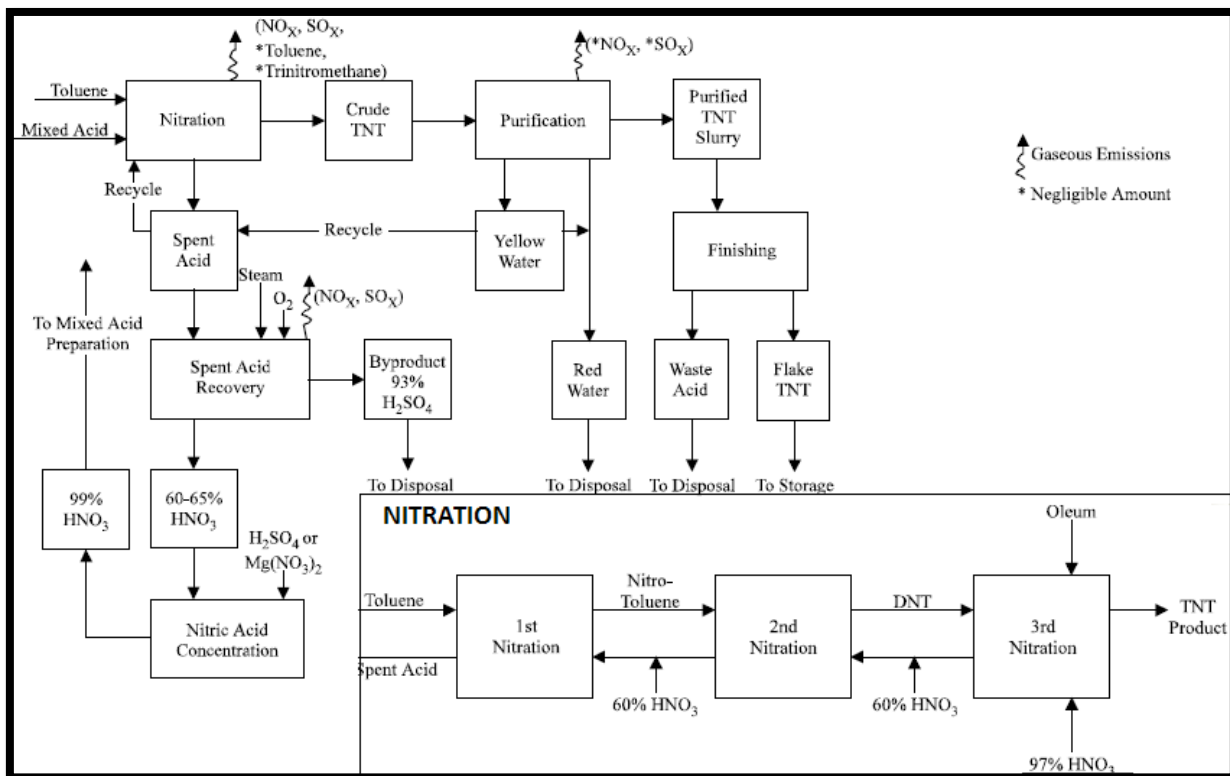 (NOX, SOX,
*Toluene,
*Trinitromethane)
(*NOX, *SOX)
Toluene
Mixed Acid
Nitration
Crude
TNT
Purification
Purified
TNT
Slurry
Gaseous Emissions
* Negligible Amount
Recycle
Spent
Acid
Recycle
Yellow
Water
Finishing
Steam
O2
(NOX, SOX)
To Mixed Acid
Preparation
Spent Acid
Recovery
Byproduct
93%
H2SO4
Red
Water
Waste
Acid
Flake
TNT
To Disposal
To Disposal
To Disposal
To Storage
99%
HNO3
60-65%
HNO3
H2SO4 or
Mg(NO3)2
Nitric Acid
Concentration
NITRATION
Oleum
Toluene
Spent Acid
1st
Nitration
Nitro-
Toluene
60% HNO3
2nd
Nitration
DNT
60% HNO3
3rd
Nitration
TNT
Product
97% HNO3